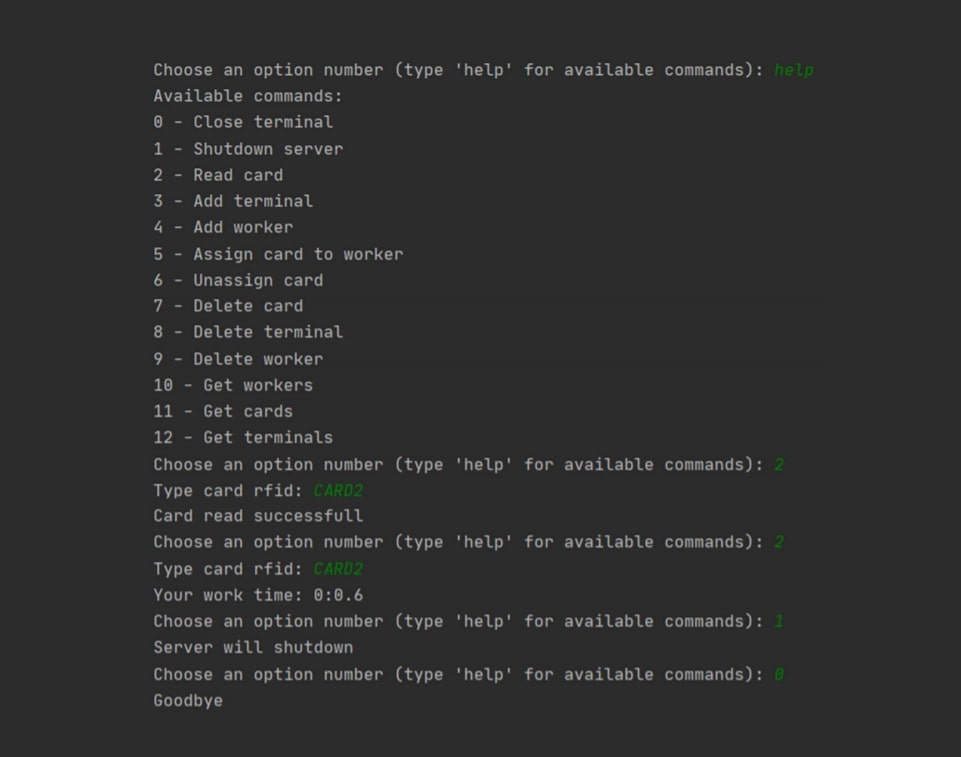 Choose an option number (type 'help' for available commands): help
Available commands:
0 - Close terminal
1 - Shutdown server
2 - Read card
3 - Add terminal
4 - Add worker
5 - Assign card to worker
6 - Unassign card
7 - Delete card
8 - Delete terminal
9 - Delete worker
10 - Get workers
11 - Get cards
12 - Get terminals
Choose an option number (type 'help' for available commands): 2
Type card rfid: CARD2
Card read successfull
Choose an option number (type 'help' for available commands): 2
Type card rfid: CARD2
Your work time: 0:0.6
Choose an option number (type 'help' for available commands): 1
Server will shutdown
Choose an option number (type 'help' for available commands): 0
Goodbye